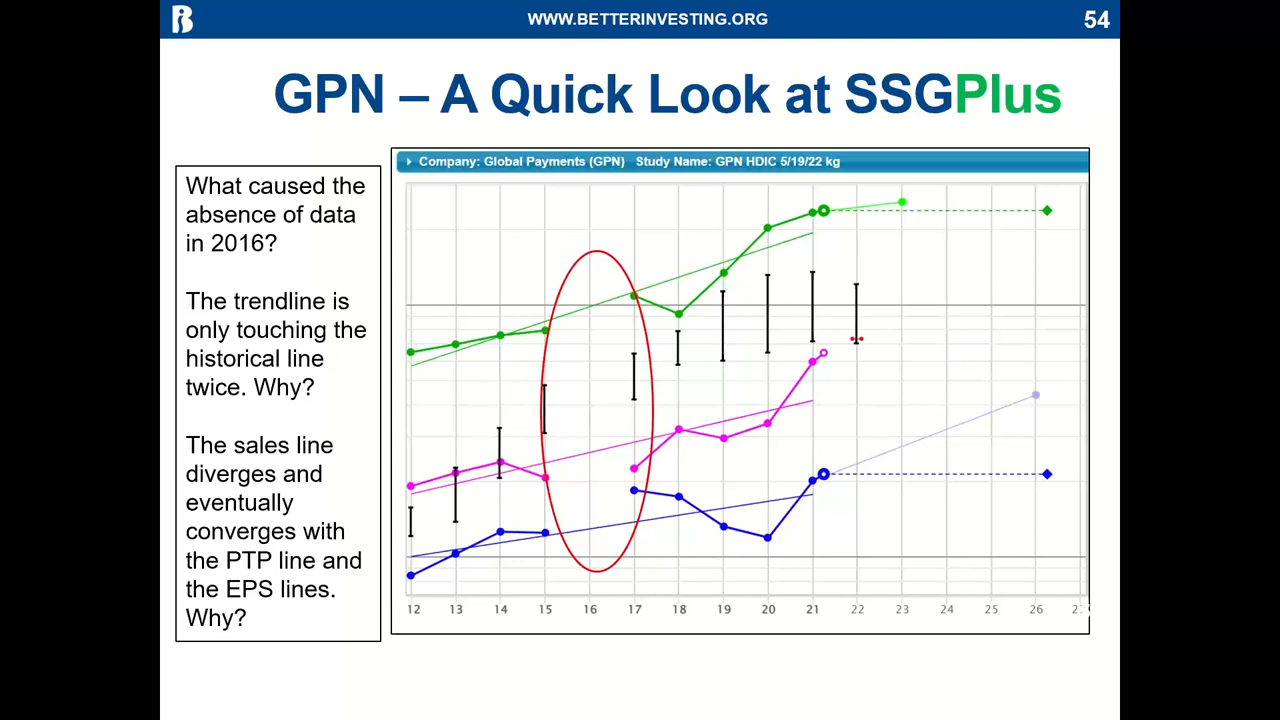 WWW.BETTERINVESTING.ORG
54
GPN – A Quick Look at SSGPlus
What caused the
absence of data
in 2016?
The trendline is
only touching the
historical line
twice. Why?
The sales line
diverges and
eventually
converges with
the PTP line and
the EPS lines.
Why?
Company: Global Payments (GPN) Study Name: GPN HDIC 5/19/22 kg
12 13 14 15 16 17 18 19 20 21 22 23 24 25 26